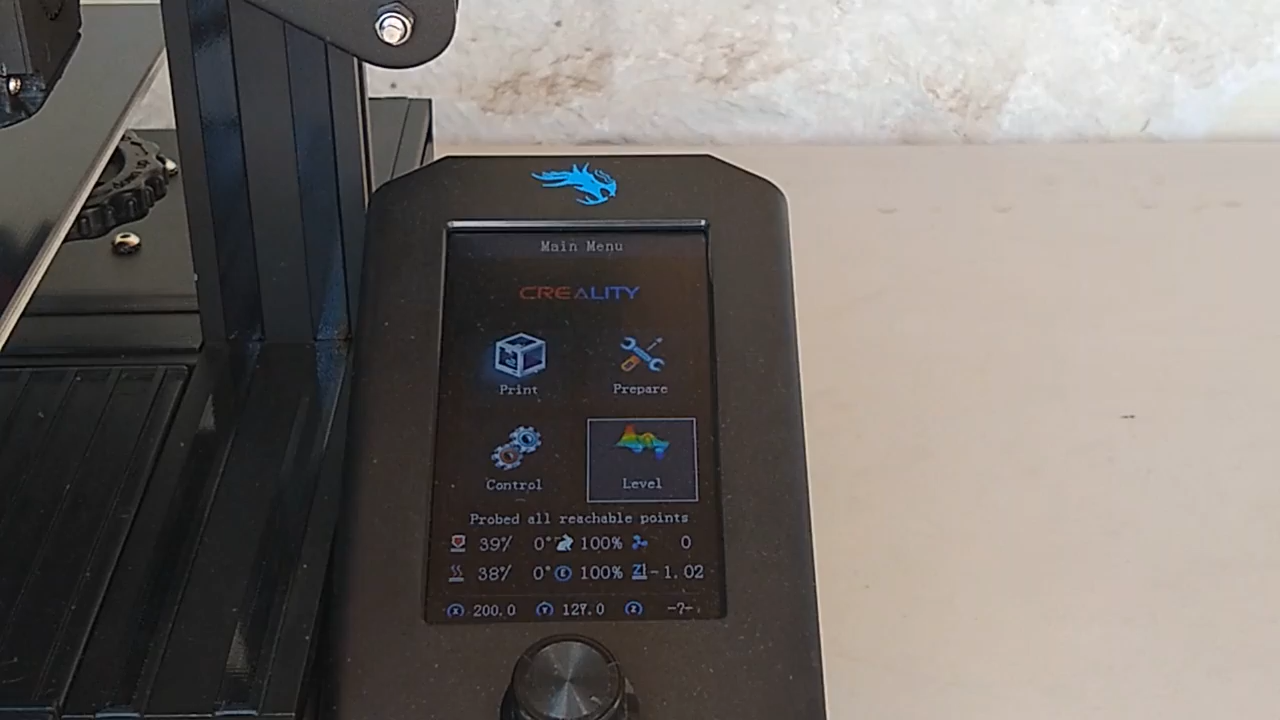 Main Menu
CREALITY
Print Prepare
Control Level
Probed all reachable points
39/ 0° 100% 0
38/ 0° E 100% Z -1.02
X 200.0 Y 127.0 Z -?-